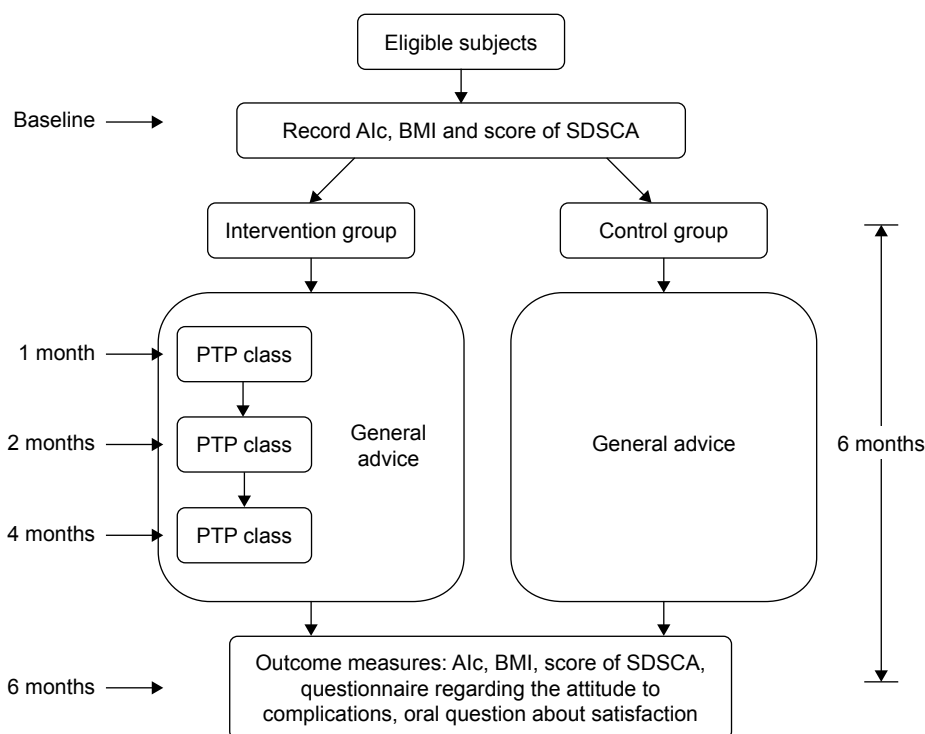 Eligible subjects
Baseline
Record AIc, BMI and score of SDSCA
Intervention group
Control group
1 month
PTP class
2 months
PTP class
General
advice
General advice
6 months
4 months
PTP class
6 months
Outcome measures: AIc, BMI, score of SDSCA,
questionnaire regarding the attitude to
complications, oral question about satisfaction